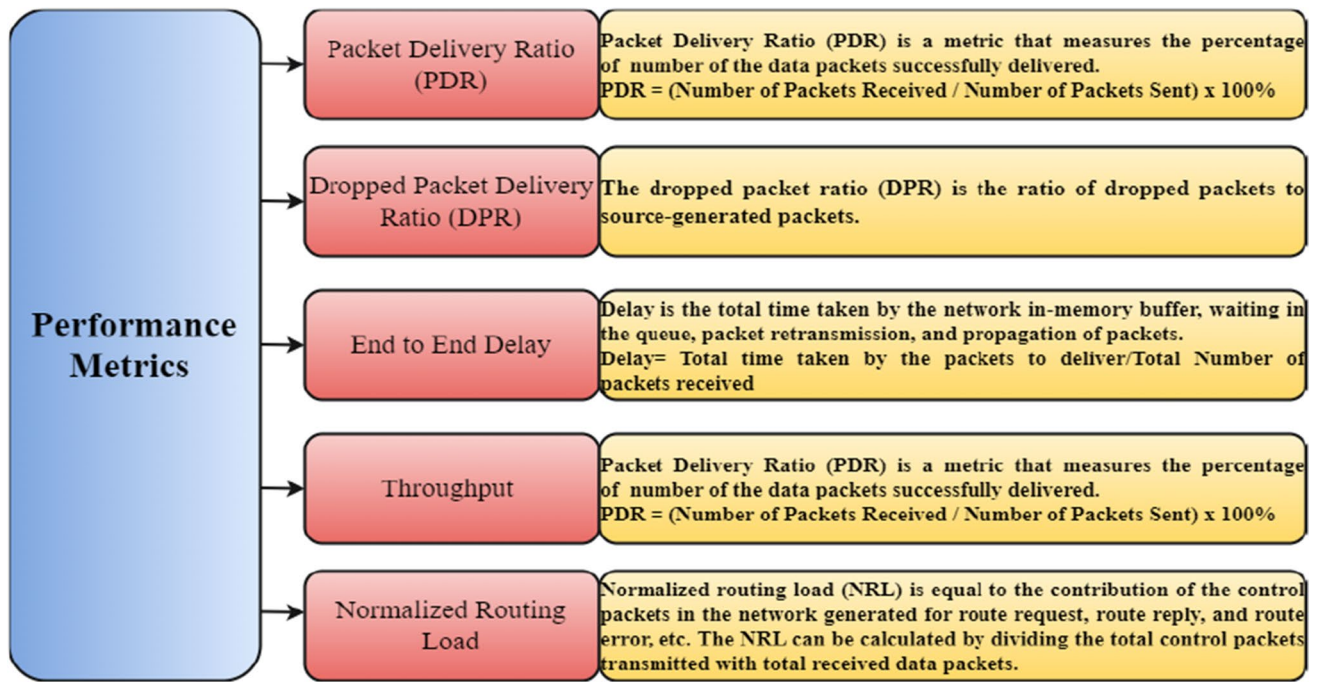 Performance
Metrics
Packet Delivery Ratio
(PDR)
Packet Delivery Ratio (PDR) is a metric that measures the percentage
of number of the data packets successfully delivered.
PDR = (Number of Packets Received / Number of Packets Sent) x 100%
Dropped Packet Delivery
Ratio (DPR)
The dropped packet ratio (DPR) is the ratio of dropped packets to
source-generated packets.
End to End Delay
Delay is the total time taken by the network in-memory buffer, waiting in
the queue, packet retransmission, and propagation of packets.
Delay= Total time taken by the packets to deliver/Total Number of
packets received
Throughput
Packet Delivery Ratio (PDR) is a metric that measures the percentage
of number of the data packets successfully delivered.
PDR = (Number of Packets Received / Number of Packets Sent) x 100%
Normalized Routing
Load
Normalized routing load (NRL) is equal to the contribution of the control
packets in the network generated for route request, route reply, and route
error, etc. The NRL can be calculated by dividing the total control packets
transmitted with total received data packets.